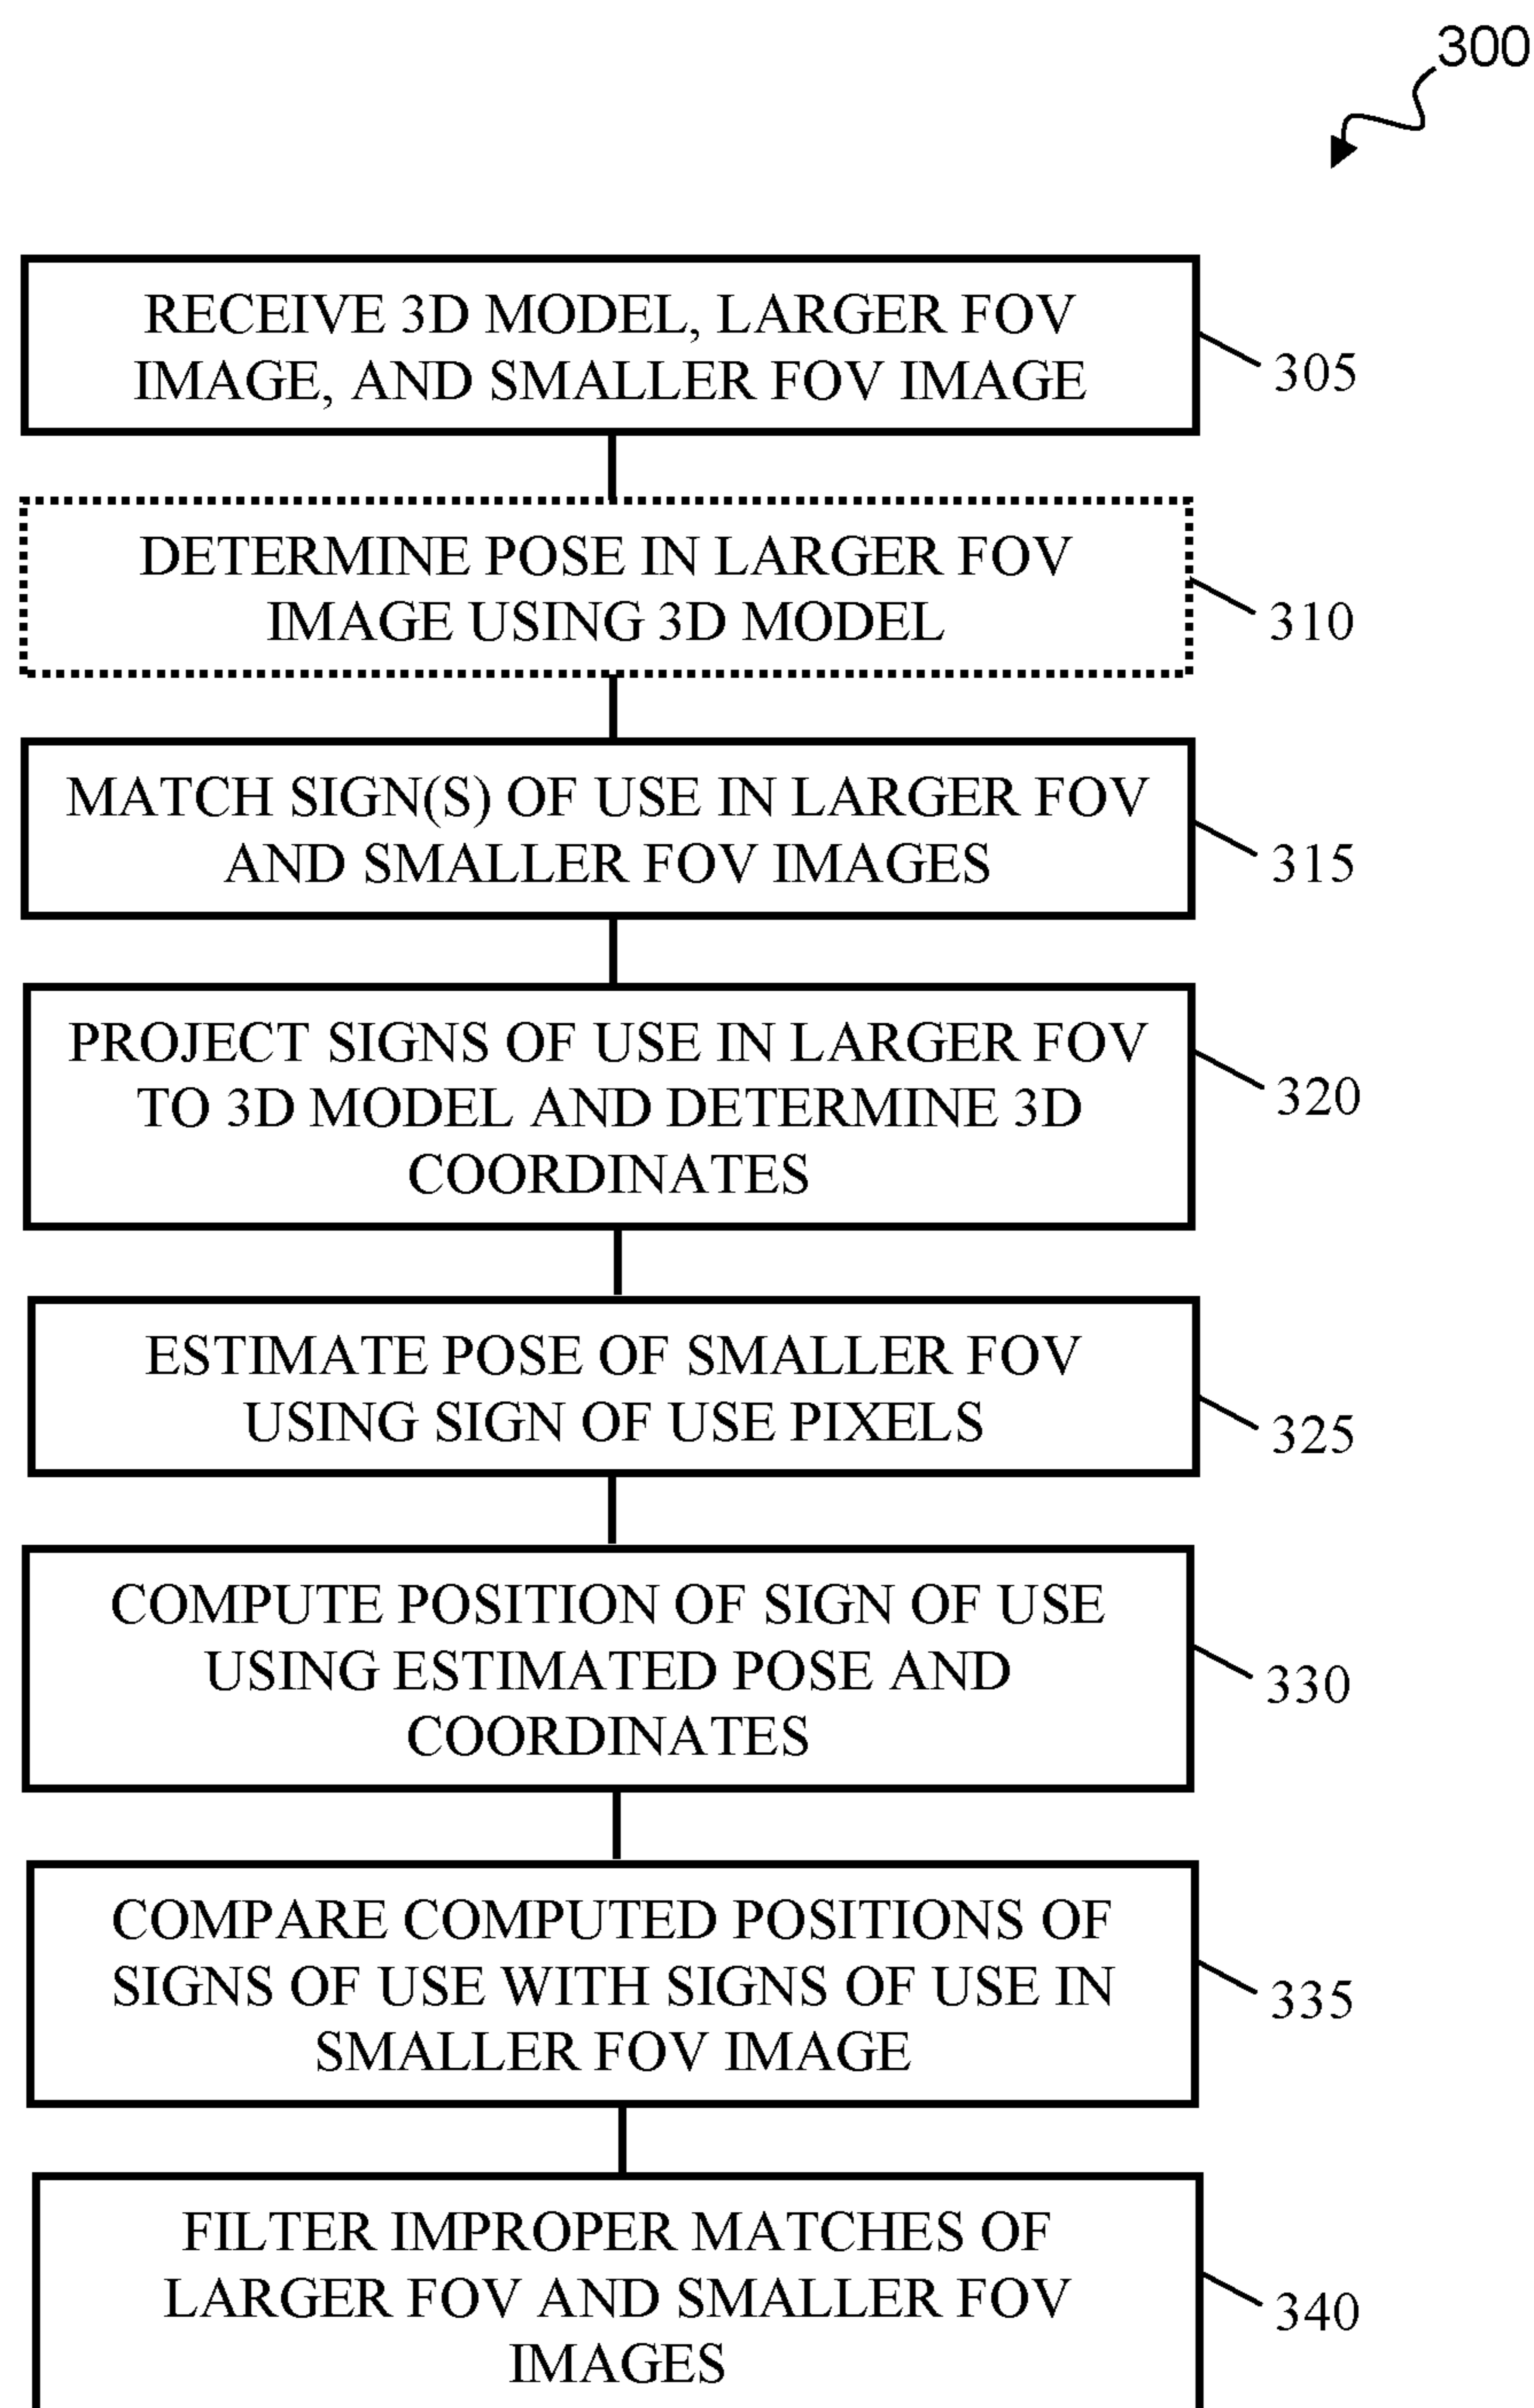 300
RECEIVE 3D MODEL, LARGER FOV
IMAGE, AND SMALLER FOV IMAGE
305
DETERMINE POSE IN LARGER FOV
IMAGE USING 3D MODEL
310
MATCH SIGN(S) OF USE IN LARGER FOV
AND SMALLER FOV IMAGES
315
PROJECT SIGNS OF USE IN LARGER FOV
TO 3D MODEL AND DETERMINE 3D
COORDINATES
320
ESTIMATE POSE OF SMALLER FOV
USING SIGN OF USE PIXELS
325
COMPUTE POSITION OF SIGN OF USE
USING ESTIMATED POSE AND
COORDINATES
330
COMPARE COMPUTED POSITIONS OF
SIGNS OF USE WITH SIGNS OF USE IN
SMALLER FOV IMAGE
335
FILTER IMPROPER MATCHES OF
LARGER FOV AND SMALLER FOV
IMAGES
340